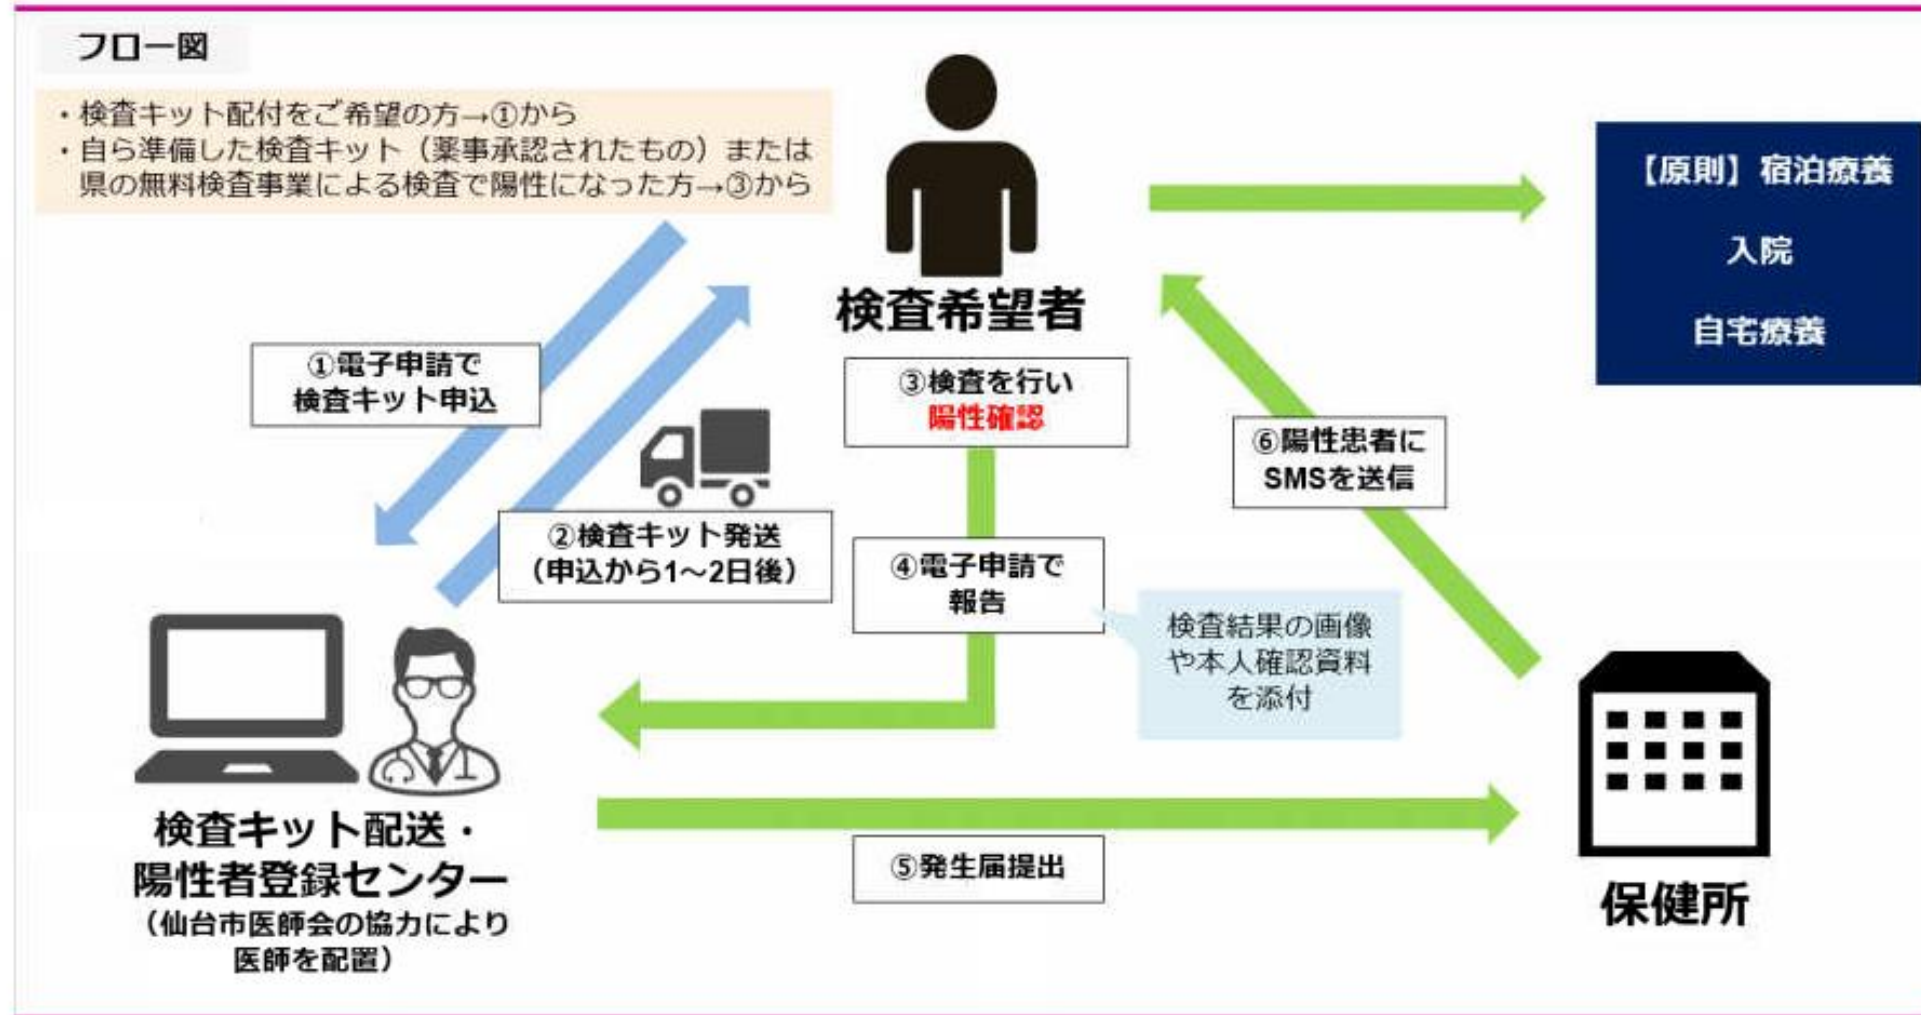 フロー図
・検査キット配付をご希望の方→①から
・自ら準備した検査キット（薬事承認されたもの）または
県の無料検査事業による検査で陽性になった方→③から
検査希望者
【原則】宿泊療養
入院
自宅療養
①電子申請で
検査キット申込
②検査キット発送
（申込から1～2日後）
③検査を行い
陽性確認
④電子申請で
報告
検査結果の画像
や本人確認資料
を添付
⑥陽性患者に
SMSを送信
検査キット配送・
陽性者登録センター
（仙台市医師会の協力により
医師を配置）
⑤発生届提出
保健所